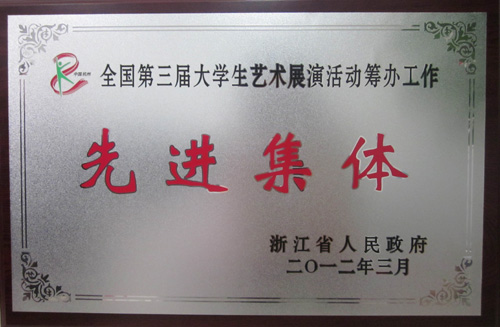 全国第三届大学生艺术展演活动筹办工作
先进集体
浙江省人民政府
二〇一二年三月